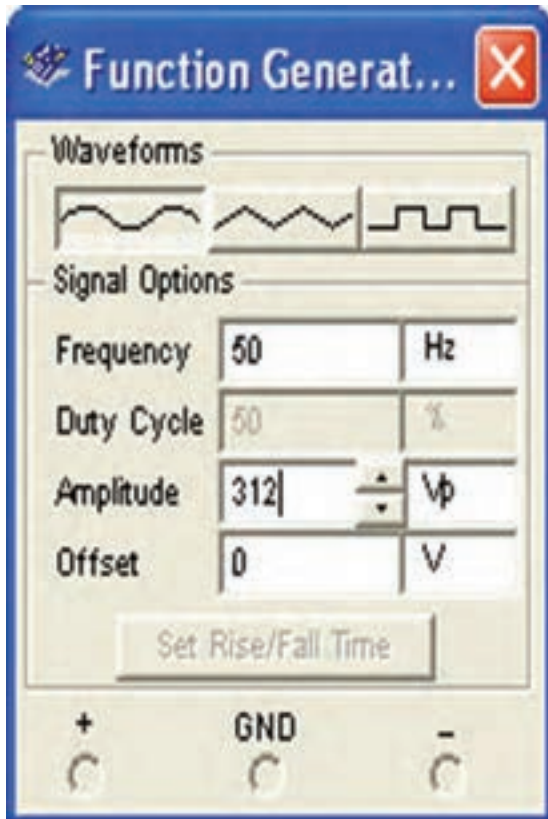 Function Generat...
Waveforms
Signal Options
Frequency 50 Hz
Duty Cycle 50 %
Amplitude 312 Vp
Offset 0 V
Set Rise/Fall Time
+ GND -